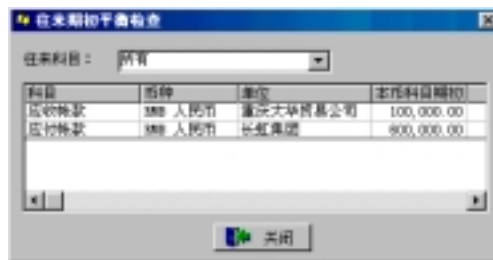 往来期初平衡检查
往来科目： 所有
科目 币种 单位 本币科目期初
应收帐款 RMB 人民币 重庆大华贸易公司 100,000.00
应付帐款 RMB 人民币 长虹集团 600,000.00
关闭